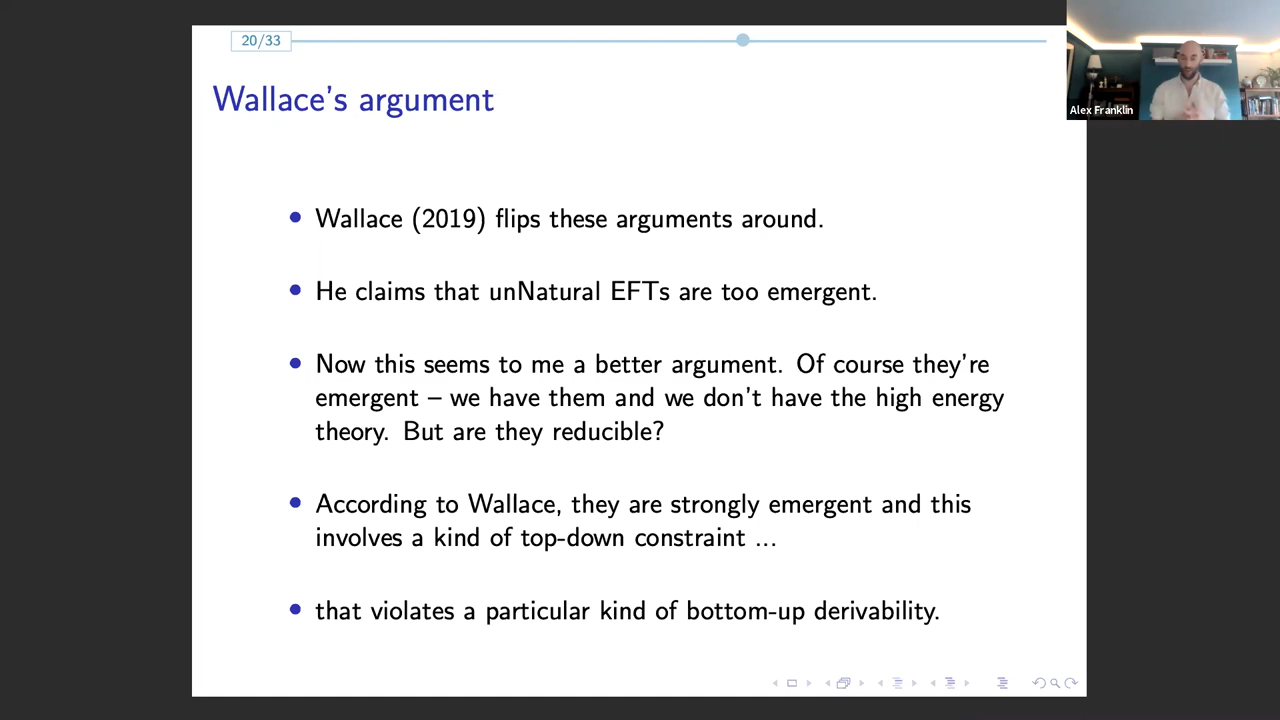 20/33
Alex Franklin
Wallace's argument
• Wallace (2019) flips these arguments around.
• He claims that unNatural EFTs are too emergent.
• Now this seems to me a better argument. Of course they're
emergent – we have them and we don't have the high energy
theory. But are they reducible?
• According to Wallace, they are strongly emergent and this
involves a kind of top-down constraint ...
• that violates a particular kind of bottom-up derivability.